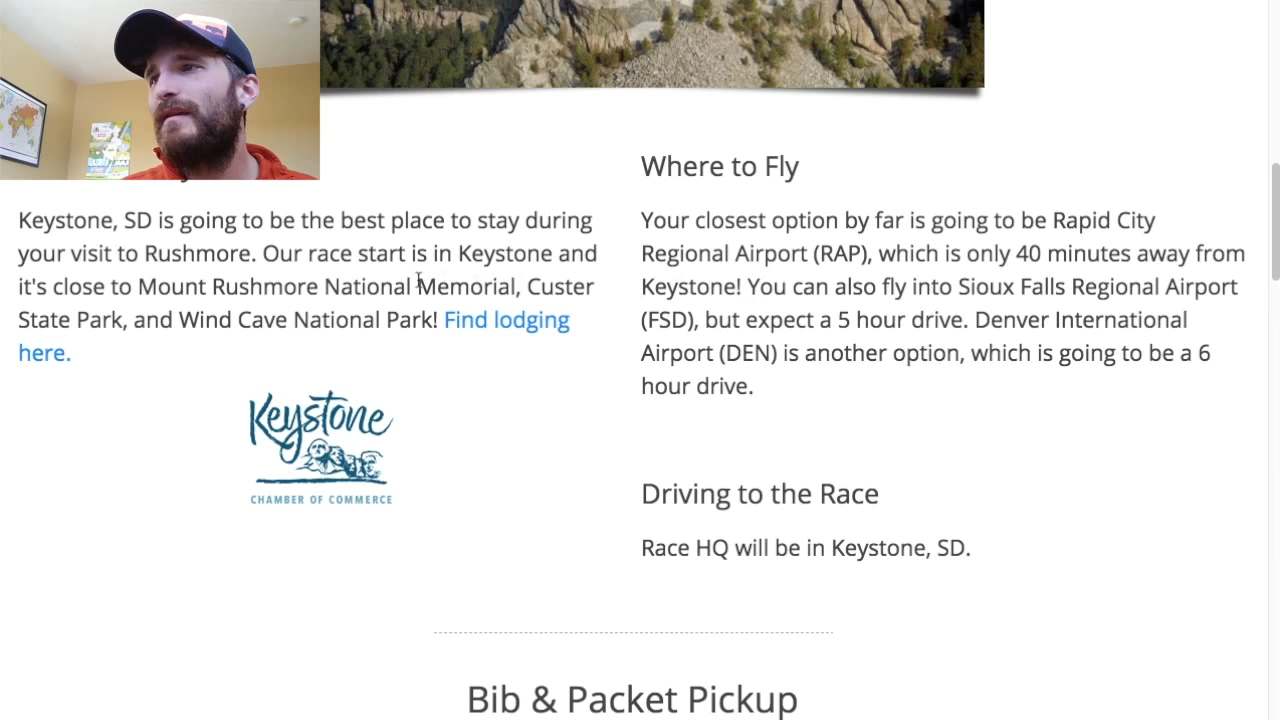 Keystone, SD is going to be the best place to stay during
your visit to Rushmore. Our race start is in Keystone and
it's close to Mount Rushmore National Memorial, Custer
State Park, and Wind Cave National Park! Find lodging
here.
Keystone
CHAMBER OF COMMERCE
Where to Fly
Your closest option by far is going to be Rapid City
Regional Airport (RAP), which is only 40 minutes away from
Keystone! You can also fly into Sioux Falls Regional Airport
(FSD), but expect a 5 hour drive. Denver International
Airport (DEN) is another option, which is going to be a 6
hour drive.
Driving to the Race
Race HQ will be in Keystone, SD.
Bib & Packet Pickup